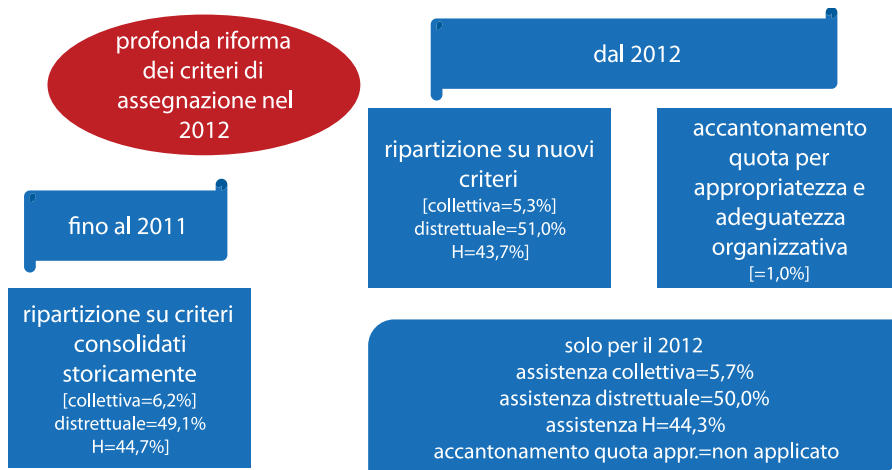 profonda riforma
dei criteri di
assegnazione nel
2012
fino al 2011
ripartizione su criteri
consolidati
storicamente
[collettiva=6,2%]
distrettuale=49,1%
H=44,7%]
dal 2012
ripartizione su nuovi
criteri
[collettiva=5,3%]
distrettuale=51,0%
H=43,7%]
accantonamento
quota per
appropriatezza e
adeguatezza
organizzativa
[=1,0%]
solo per il 2012
assistenza collettiva=5,7%
assistenza distrettuale=50,0%
assistenza H=44,3%
accantonamento quota appr.=non applicato